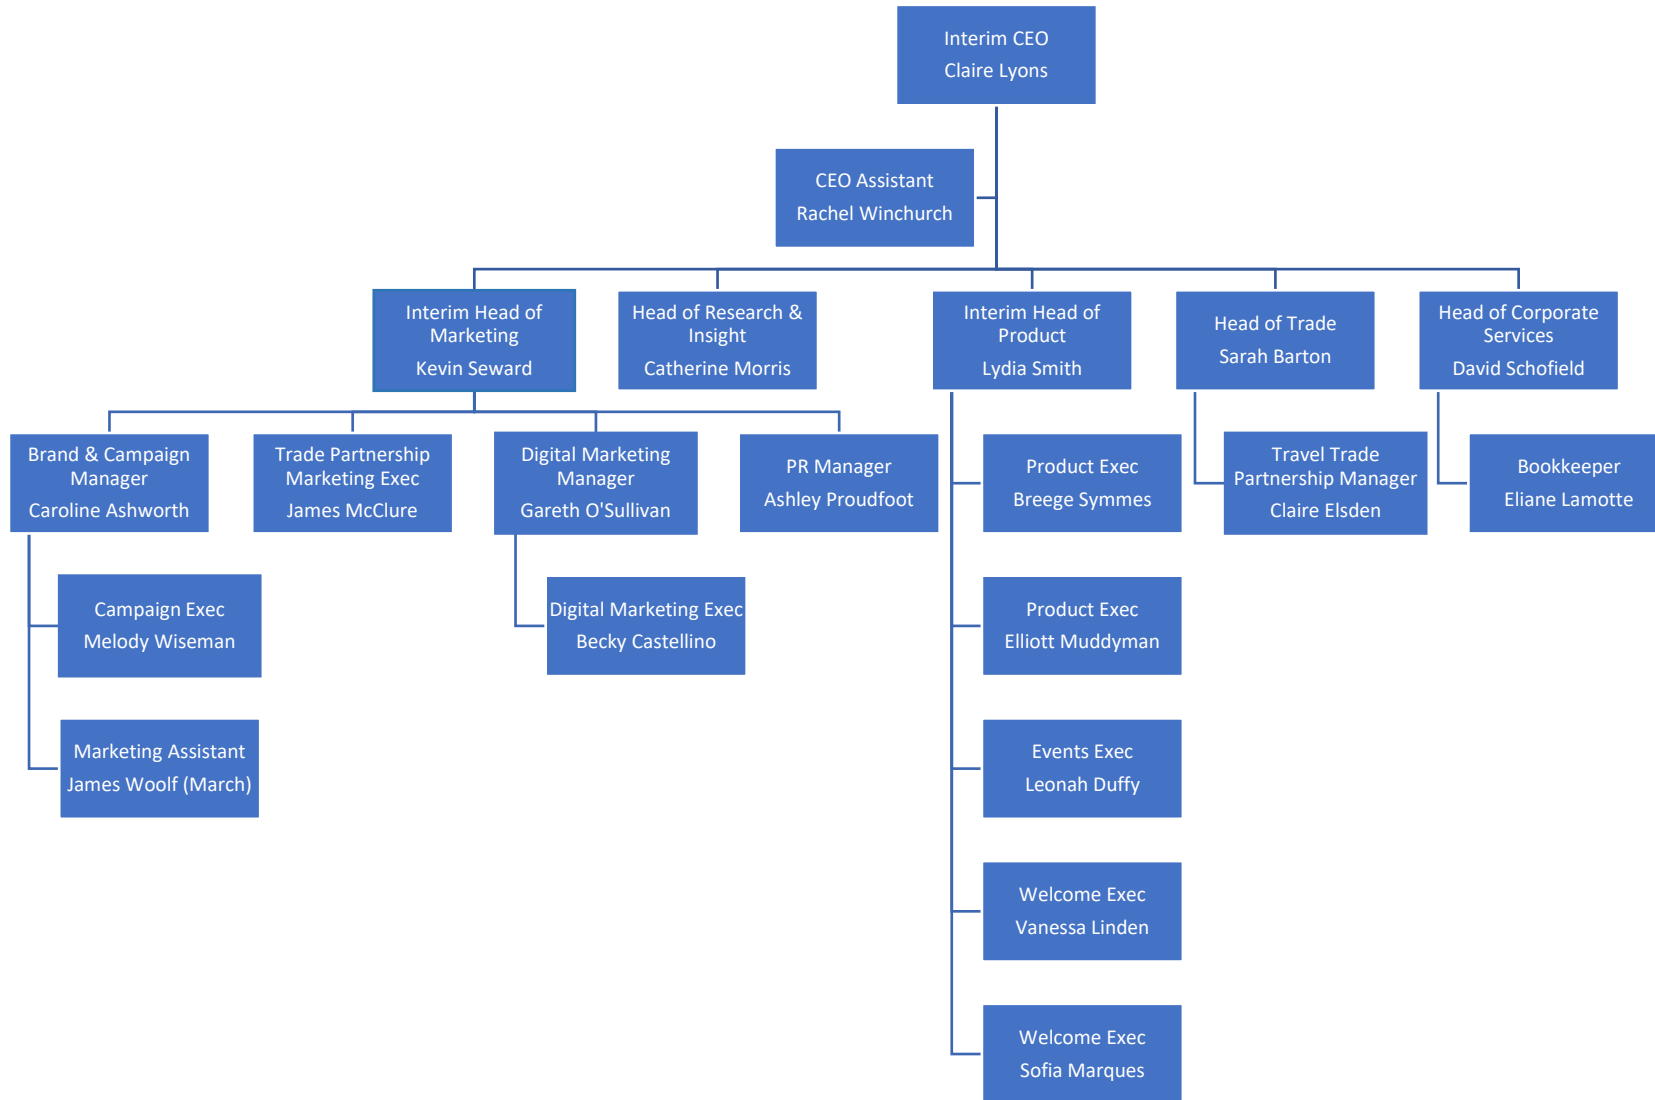 Interim CEO
Claire Lyons
CEO Assistant
Rachel Winchurch
Interim Head of
Marketing
Kevin Seward
Head of Research &
Insight
Catherine Morris
Interim Head of
Product
Lydia Smith
Head of Trade
Sarah Barton
Head of Corporate
Services
David Schofield
Brand & Campaign
Manager
Caroline Ashworth
Trade Partnership
Marketing Exec
James McClure
Digital Marketing
Manager
Gareth O'Sullivan
PR Manager
Ashley Proudfoot
Product Exec
Breege Symmes
Travel Trade
Partnership Manager
Claire Elsden
Bookkeeper
Eliane Lamotte
Campaign Exec
Melody Wiseman
Digital Marketing Exec
Becky Castellino
Product Exec
Elliott Muddyman
Marketing Assistant
James Woolf (March)
Events Exec
Leonah Duffy
Welcome Exec
Vanessa Linden
Welcome Exec
Sofia Marques